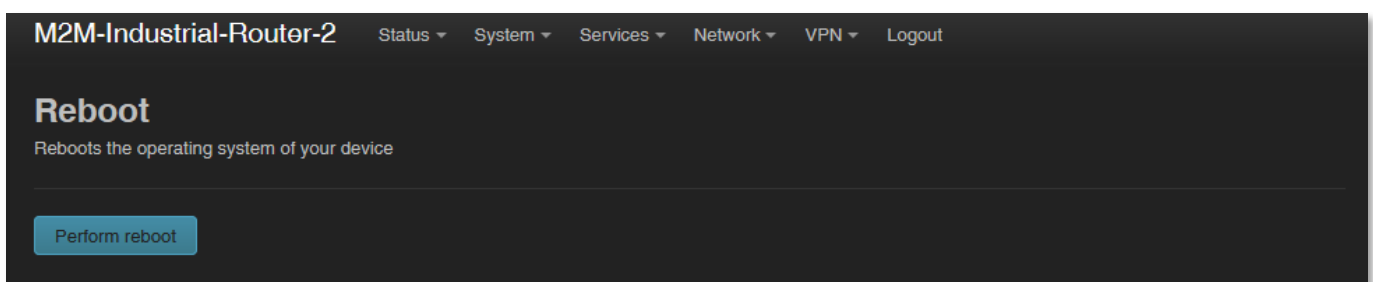 M2M-Industrial-Router-2 Status System Services Network VPN Logout
Reboot
Reboots the operating system of your device
Perform reboot